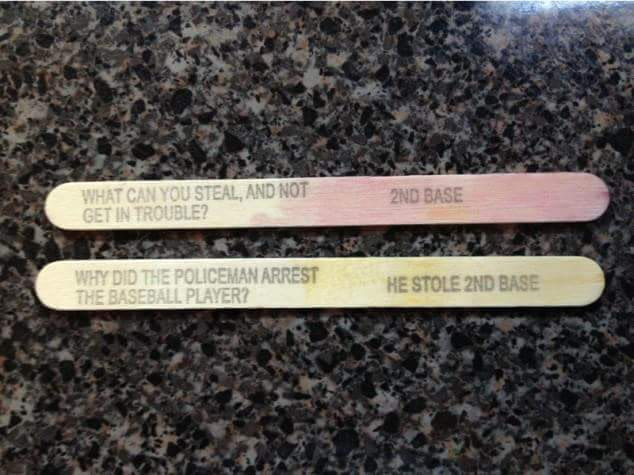 WHAT CAN YOU STEAL, AND NOT
GET IN TROUBLE?
2ND BASE
WHY DID THE POLICEMAN ARREST
THE BASEBALL PLAYER?
HE STOLE 2ND BASE